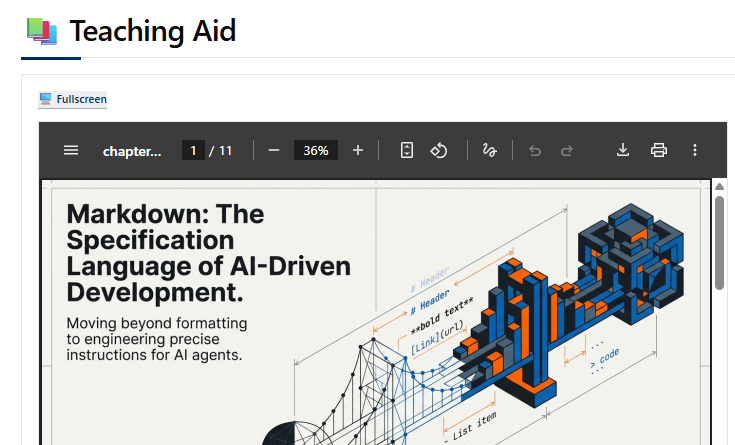 Teaching Aid
Fullscreen
chapter...
1 / 11
36%
Markdown: The
Specification
Language of AI-Driven
Development.
Moving beyond formatting
to engineering precise
instructions for AI agents.
# Header
# Header
**bold text**
[Link](url)
...
> code
...
- List item